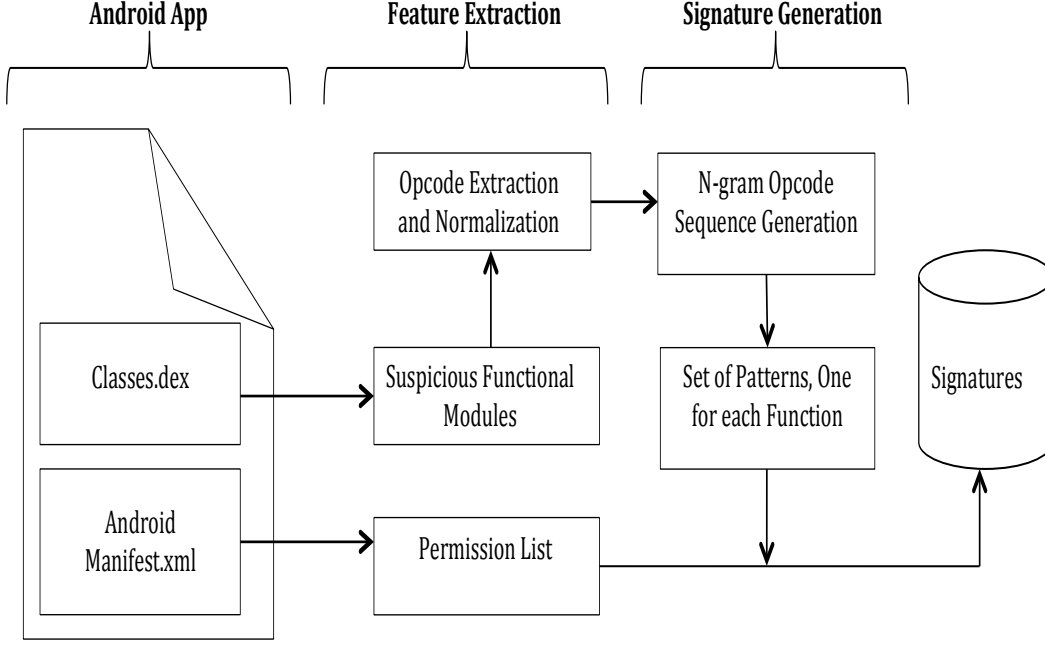 Android App
Feature Extraction
Signature Generation
Opcode Extraction
and Normalization
N-gram Opcode
Sequence Generation
Classes.dex
Suspicious Functional
Modules
Set of Patterns, One
for each Function
Signatures
Android
Manifest.xml
Permission List